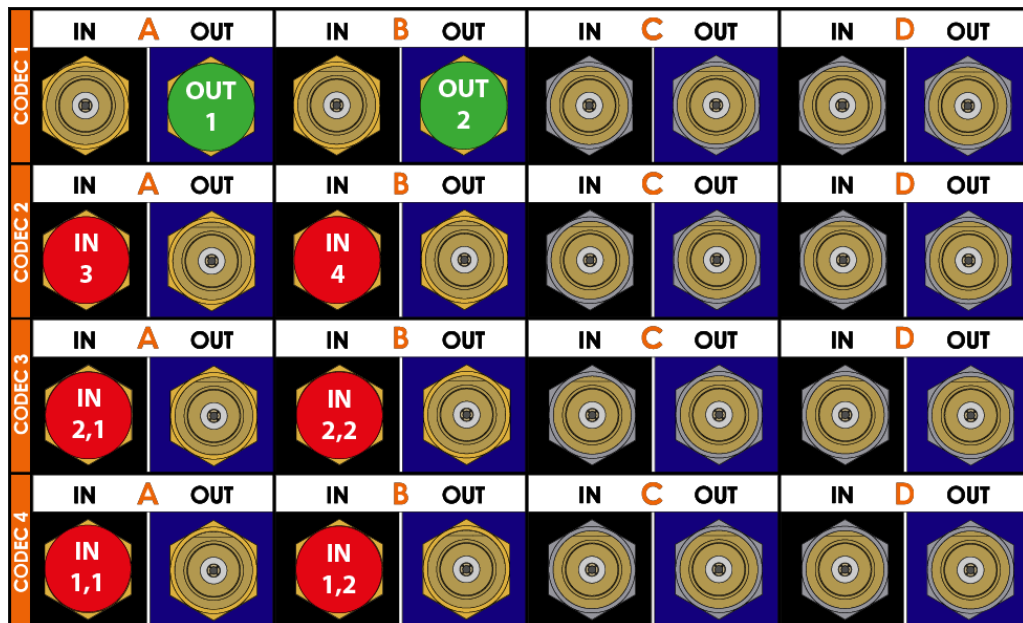 CODEC 1
IN A OUT IN B OUT IN C OUT IN D OUT
OUT OUT
1 2
CODEC 2
IN A OUT IN B OUT IN C OUT IN D OUT
IN IN
3 4
CODEC 3
IN A OUT IN B OUT IN C OUT IN D OUT
IN IN
2,1 2,2
CODEC 4
IN A OUT IN B OUT IN C OUT IN D OUT
IN IN
1,1 1,2